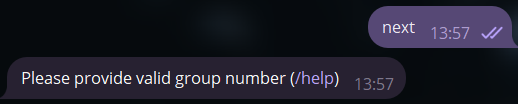 next 13:57
Please provide valid group number (/help) 13:57